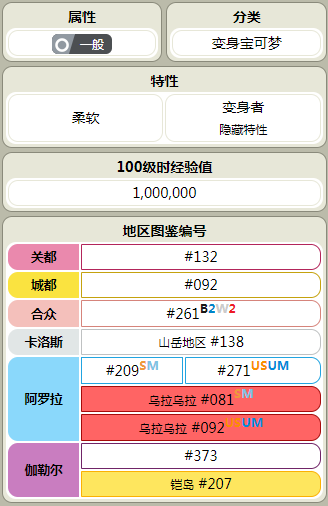 属性
分类
一般
变身宝可梦
特性
柔软
变身者
隐藏特性
100级时经验值
1,000,000
地区图鉴编号
关都 #132
城都 #092
合众 #261B2W2
卡洛斯 山岳地区 #138
阿罗拉
#209SM #271USUM
乌拉乌拉 #081SM
乌拉乌拉 #092USUM
伽勒尔
#373
铠岛 #207